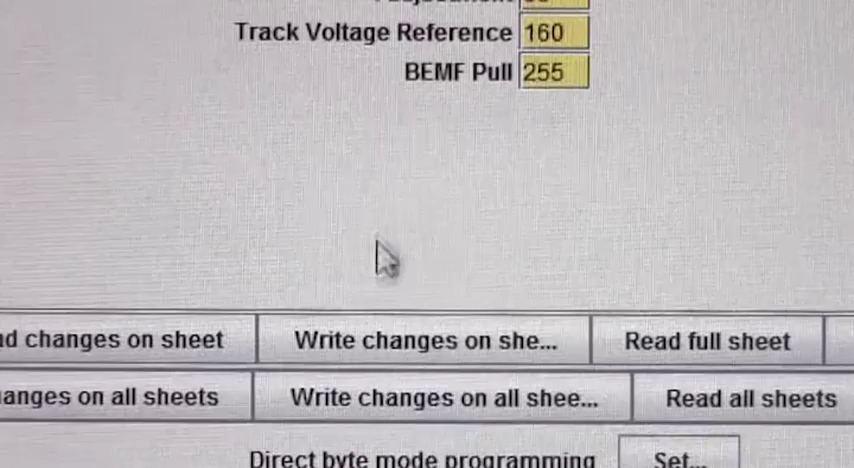 Track Voltage Reference 160
BEMF Pull 255
changes on sheet Write changes on she... Read full sheet
on all sheets Write changes on all shee... Read all sheets
Direct byte mode programming Set...